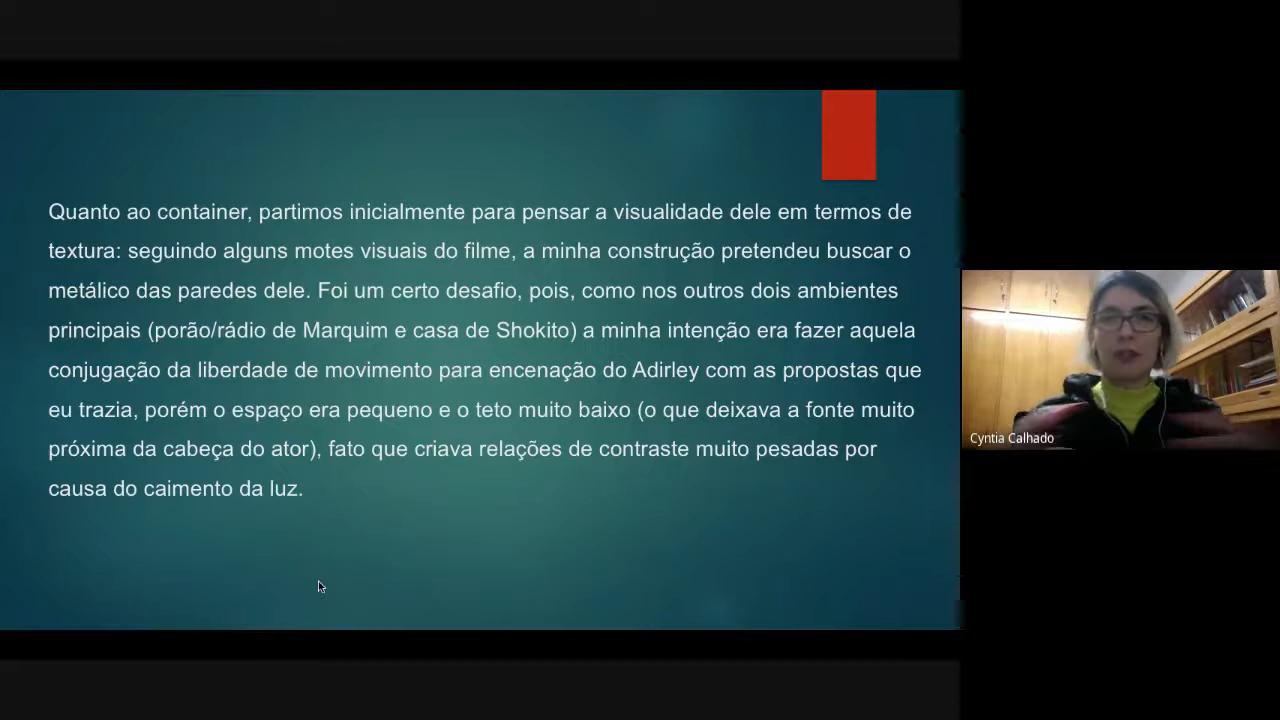 Quanto ao container, partimos inicialmente para pensar a visualidade dele em termos de
textura: seguindo alguns motes visuais do filme, a minha construção pretendeu buscar o
metálico das paredes dele. Foi um certo desafio, pois, como nos outros dois ambientes
principais (porão/rádio de Marquim e casa de Shokito) a minha intenção era fazer aquela
conjugação da liberdade de movimento para encenação do Adirley com as propostas que
eu trazia, porém o espaço era pequeno e o teto muito baixo (o que deixava a fonte muito
próxima da cabeça do ator), fato que criava relações de contraste muito pesadas por
causa do caimento da luz.
Cyntia Calhado